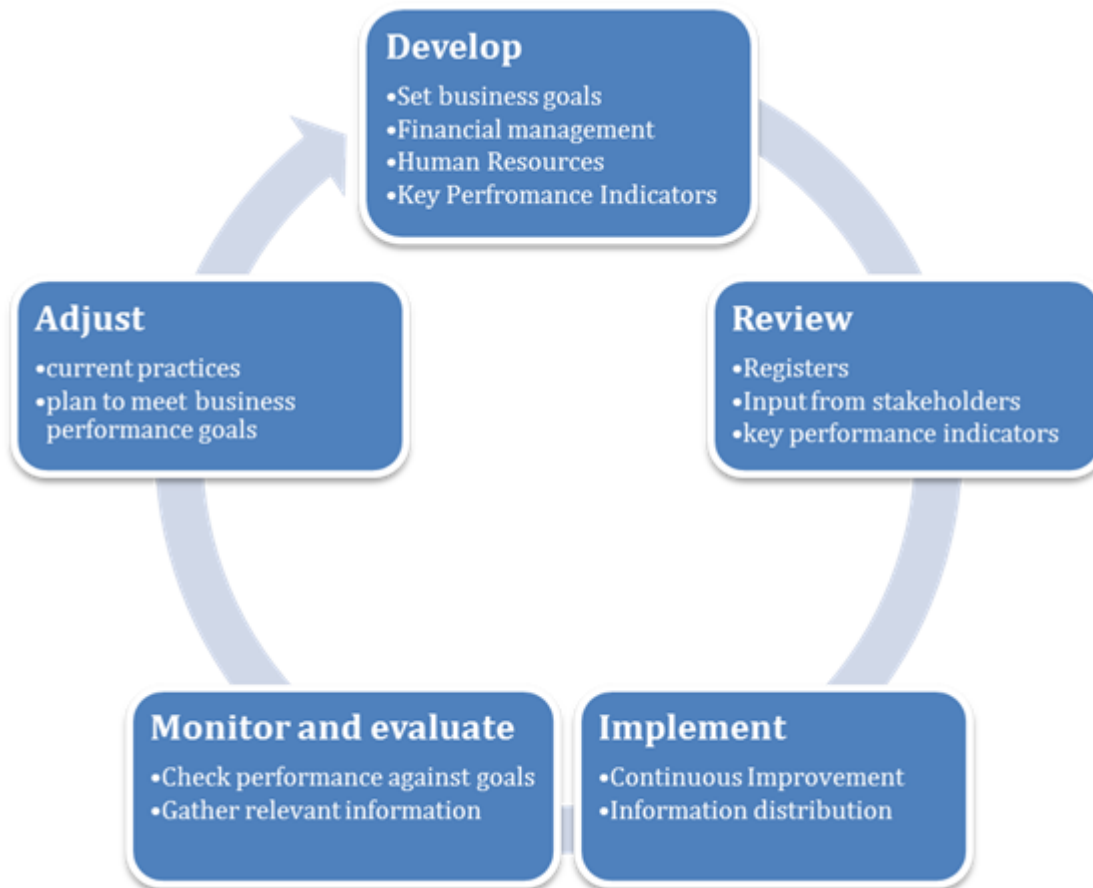 Develop
•Set business goals
•Financial management
•Human Resources
•Key Perfromance Indicators
Review
•Registers
•Input from stakeholders
•key performance indicators
Implement
•Continuous Improvement
•Information distribution
Monitor and evaluate
•Check performance against goals
•Gather relevant information
Adjust
•current practices
•plan to meet business
performance goals